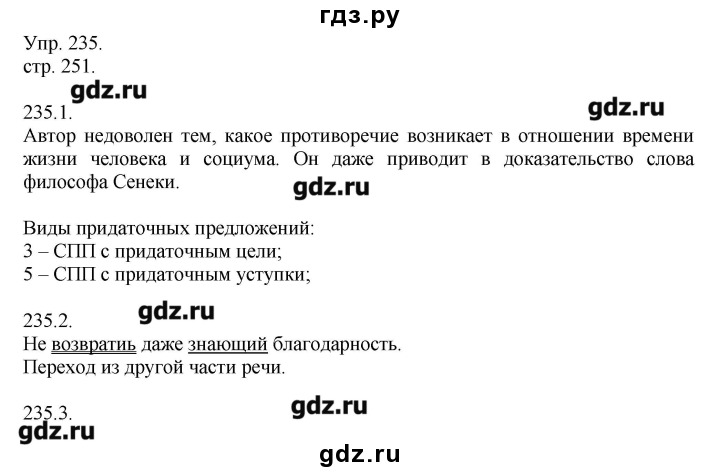 гдз.ру
Упр. 235.
стр. 251.
gdz.ru
235.1.
gdz.ru
Автор недоволен тем, какое противоречие возникает в отношении времени
жизни человека и социума. Он даже приводит в доказательство слова
философа Сенеки.
gdz.ru
Виды придаточных предложений:
3 – СПП с придаточным цели;
5 – СПП с придаточным уступки;
gdz.ru
235.2.
Не возвратиь даже знающий благодарность.
Переход из другой части речи.
gdz.ru
235.3.
gdz.ru
gdz.ru